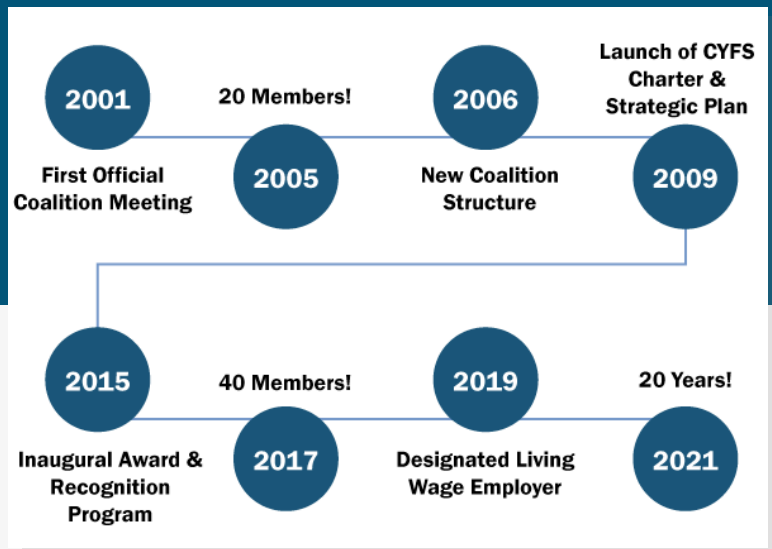 2001
First Official
Coalition Meeting
20 Members!
2005
2006
New Coalition
Structure
Launch of CYFS
Charter &
Strategic Plan
2009
2015
Inaugural Award &
Recognition
Program
40 Members!
2017
2019
Designated Living
Wage Employer
20 Years!
2021